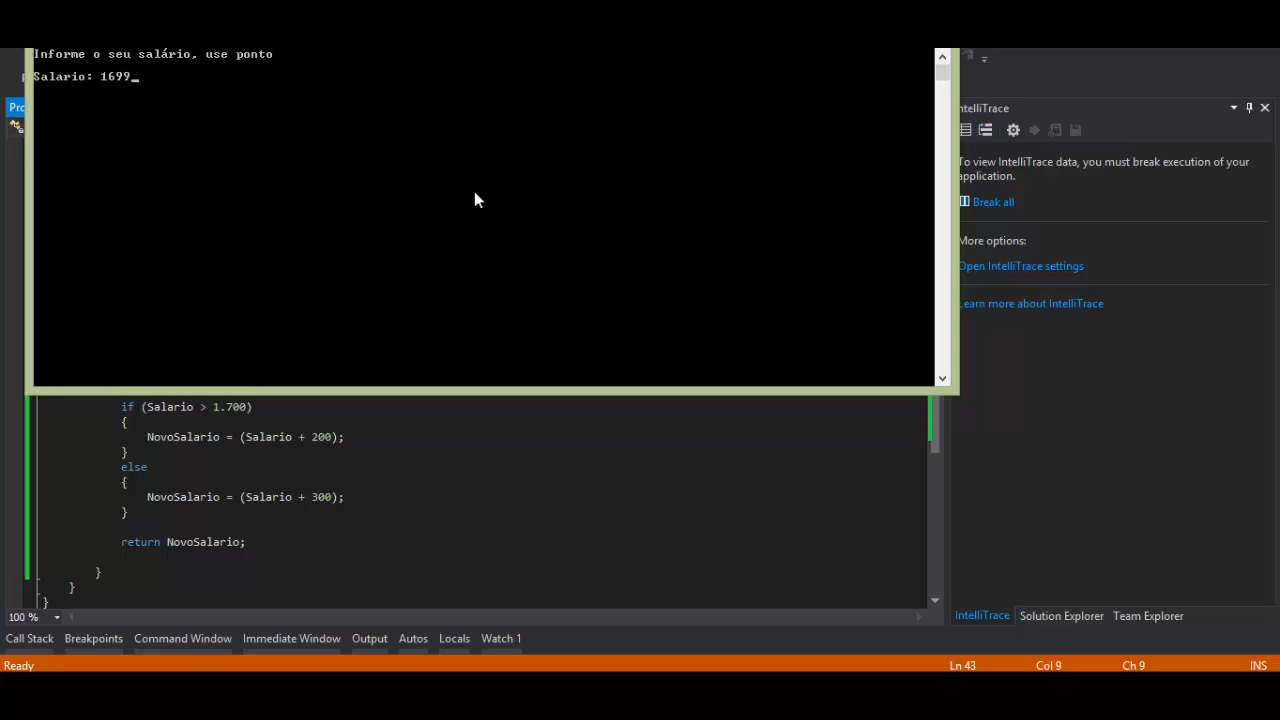 Informe o seu salário, use ponto
Salario: 1699_
IntelliTrace
To view IntelliTrace data, you must break execution of your
application.
Break all
More options:
Open IntelliTrace settings
Learn more about IntelliTrace
if (Salario > 1.700)
{
NovoSalario = (Salario + 200);
}
else
{
NovoSalario = (Salario + 300);
}
return NovoSalario;
}
}
}
100 %
IntelliTrace Solution Explorer Team Explorer
Call Stack Breakpoints Command Window Immediate Window Output Autos Locals Watch 1
Ready Ln 43 Col 9 Ch 9 INS